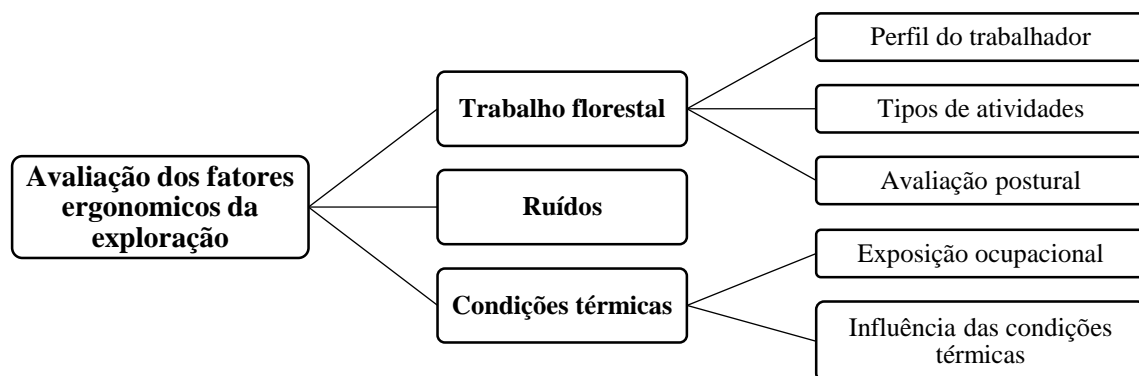 Avaliação dos fatores
ergonomicos da
exploração
Trabalho florestal
Perfil do trabalhador
Tipos de atividades
Avaliação postural
Ruídos
Condições térmicas
Exposição ocupacional
Influência das condições
térmicas